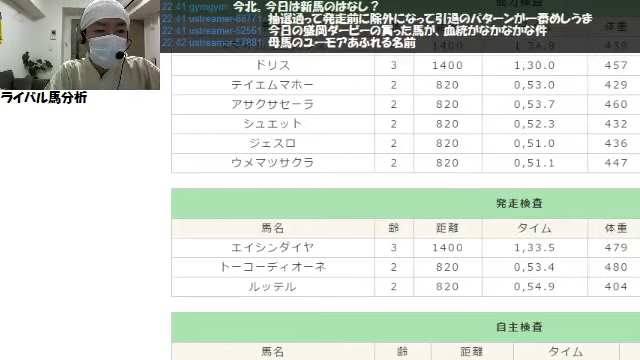 22 41 gymgym 今北、今日は新馬のはなし？
22 41 ustreamer-86771: 抽選通って発走前に除外になって引退のパターンが一番めしうま
22 41 ustreamer-52561: 今日の盛岡ダービーの買った馬が、血統がなかなかな件
22 42 ustreamer-57881: 母馬のユーモアあふれる名前
1400 1,34.9 439
ドリス 3 1400 1,30.0 457
テイエムマホー 2 820 0,53.0 429
アサクサセーラ 2 820 0,53.7 460
シュエット 2 820 0,52.3 432
ジェスロ 2 820 0,51.0 436
ウメマツサクラ 2 820 0,51.1 447
ライバル馬分析
発走検査
馬名 齢 距離 タイム 体重
エイシンダイヤ 3 1400 1,33.5 479
トーコーディオーネ 2 820 0,53.4 480
ルッテル 2 820 0,54.9 404
自主検査
馬名 齢 距離 タイム